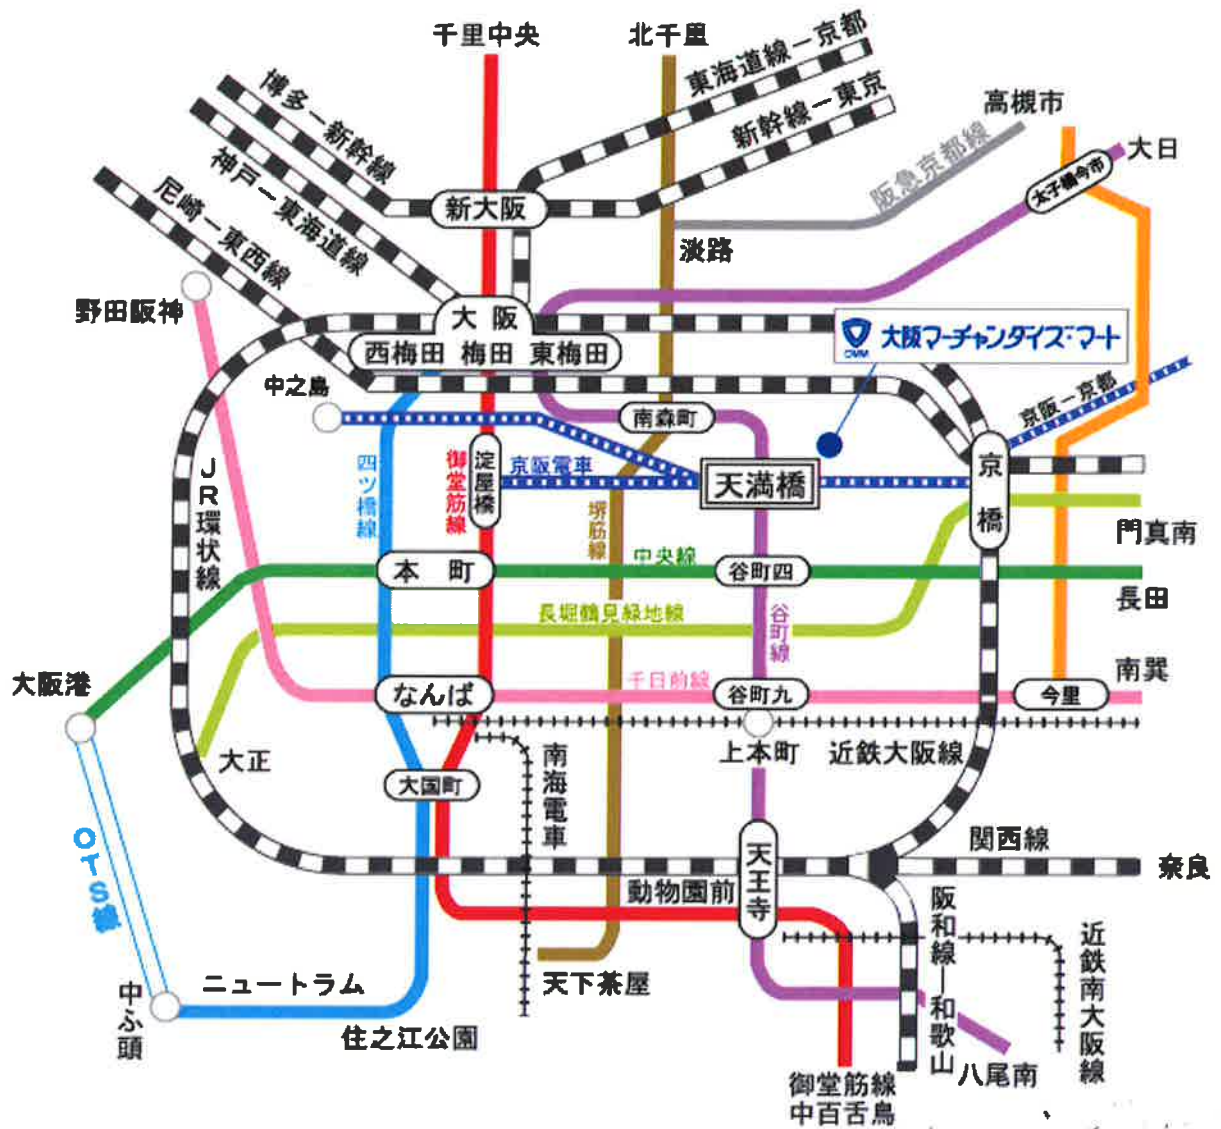 千里中央
北千里
東海道線－京都
博多－新幹線
新幹線－東京
高槻市
神戸－東海道線
阪急京都線
大日
太子橋今市
尼崎－東西線
新大阪
淡路
野田阪神
大阪
西梅田 梅田 東梅田
OMM
大阪マーチャンダイズ・マート
中之島
南森町
京阪－京都
JR環状線
四ツ橋線
御堂筋線
淀屋橋
京阪電車
天満橋
京橋
堺筋線
門真南
本町
中央線
谷町四
長田
長堀鶴見緑地線
谷町線
大阪港
なんば
千日前線
谷町九
今里
南巽
大正
上本町
近鉄大阪線
大国町
南海電車
OTS線
天王寺
関西線
奈良
動物園前
阪和線－和歌山
近鉄南大阪線
中ふ頭
ニュートラム
天下茶屋
住之江公園
八尾南
御堂筋線
中百舌鳥